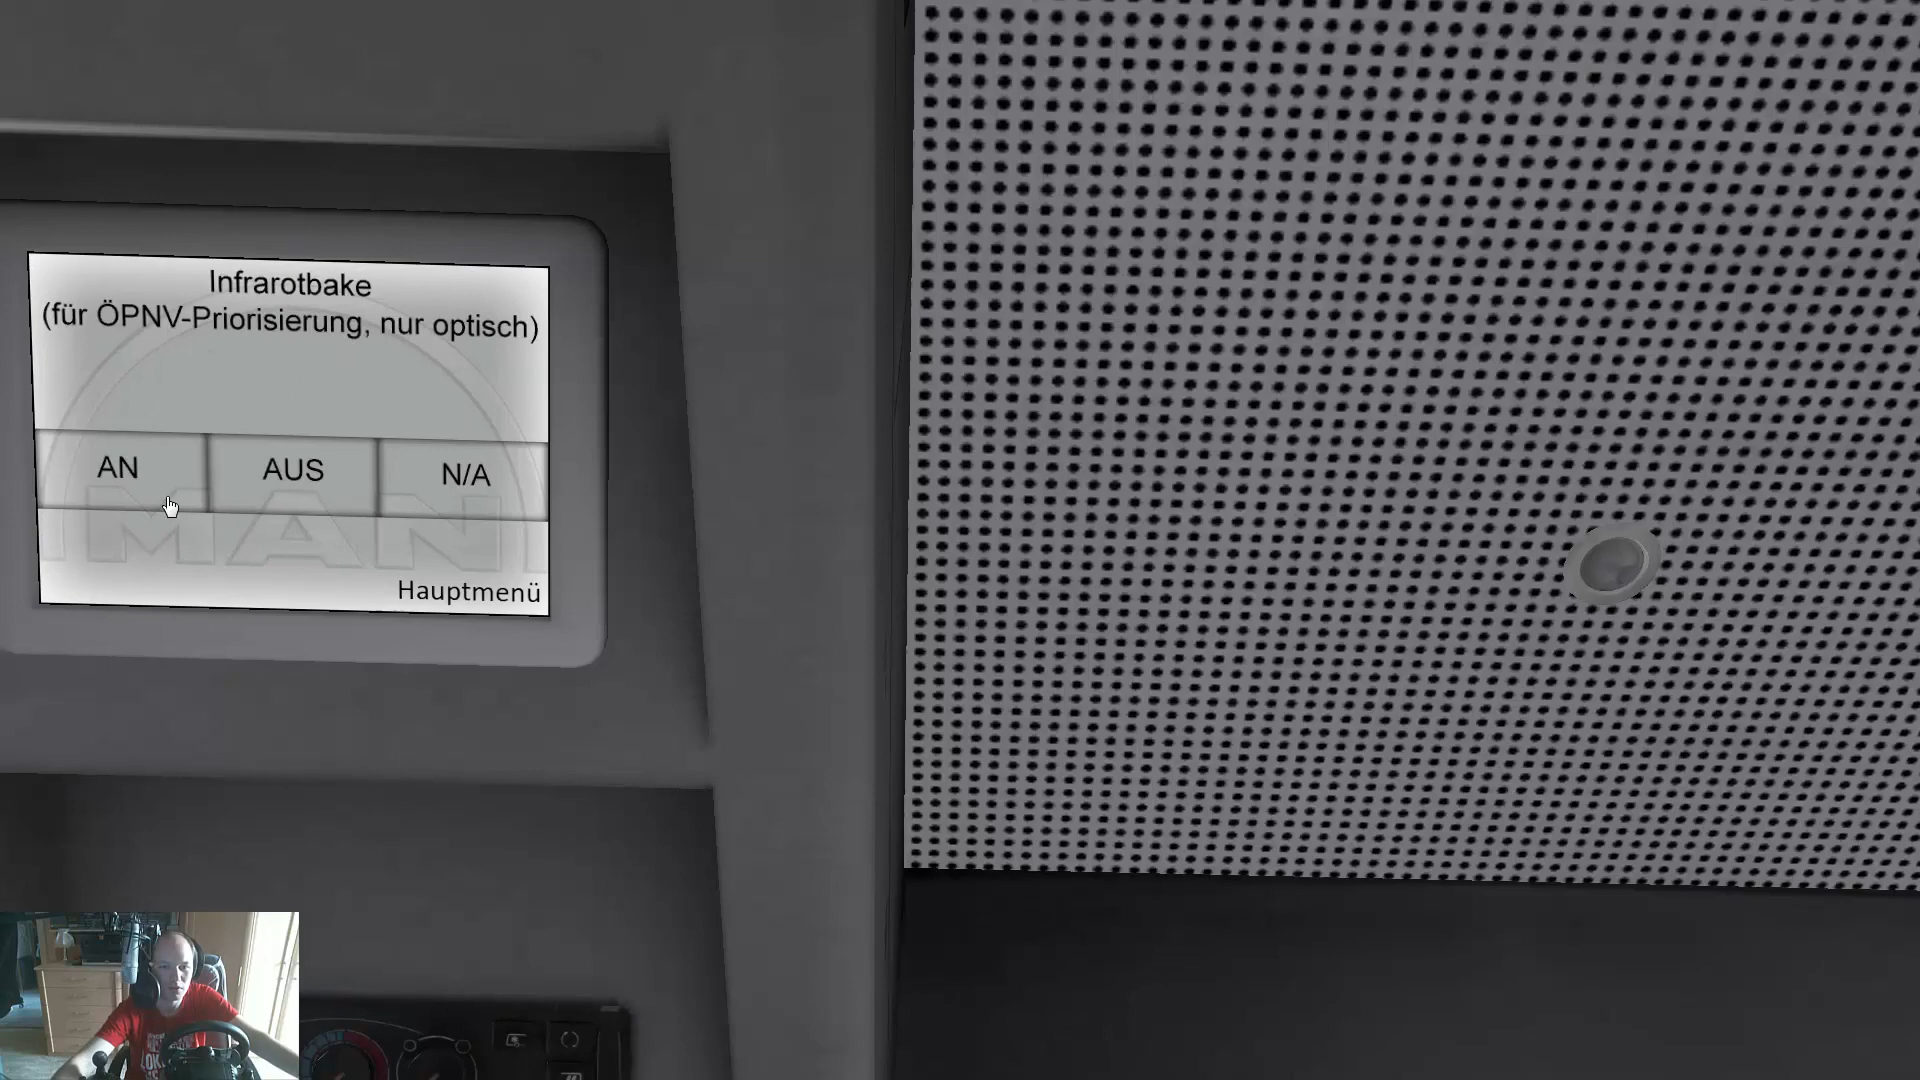 Infrarotbake
(für ÖPNV-Priorisierung, nur optisch)
AN AUS N/A
MAN
Hauptmenü